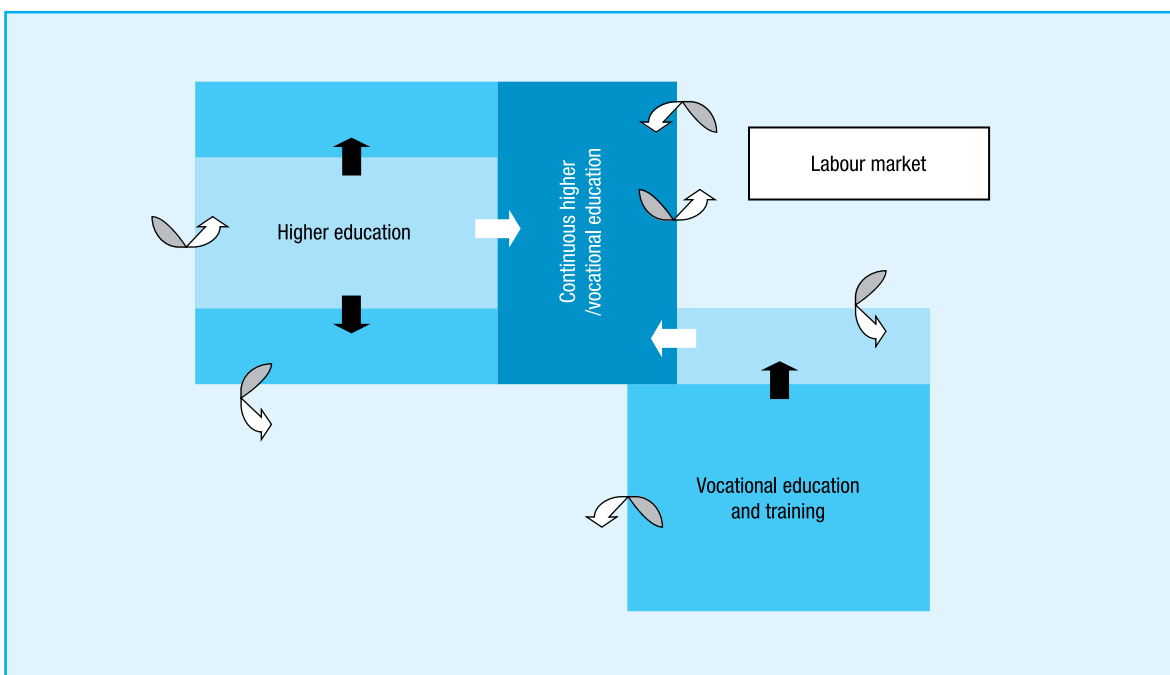 Labour market
Higher education
Continuous higher
/vocational education
Vocational education
and training